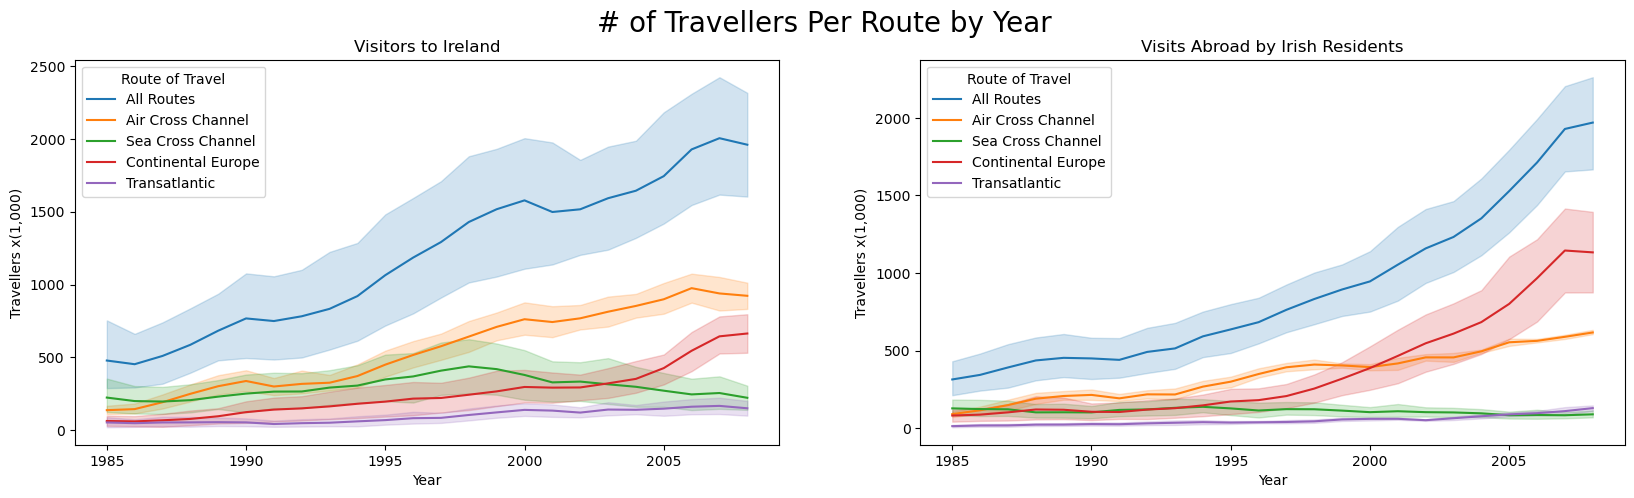 # of Travellers Per Route by Year
Visitors to Ireland
2500
2000
1500
1000
500
0
Travellers x(1,000)
Route of Travel
All Routes
Air Cross Channel
Sea Cross Channel
Continental Europe
Transatlantic
1985 1990 1995 2000 2005
Year
Visits Abroad by Irish Residents
2000
1500
1000
500
0
Travellers x(1,000)
Route of Travel
All Routes
Air Cross Channel
Sea Cross Channel
Continental Europe
Transatlantic
1985 1990 1995 2000 2005
Year